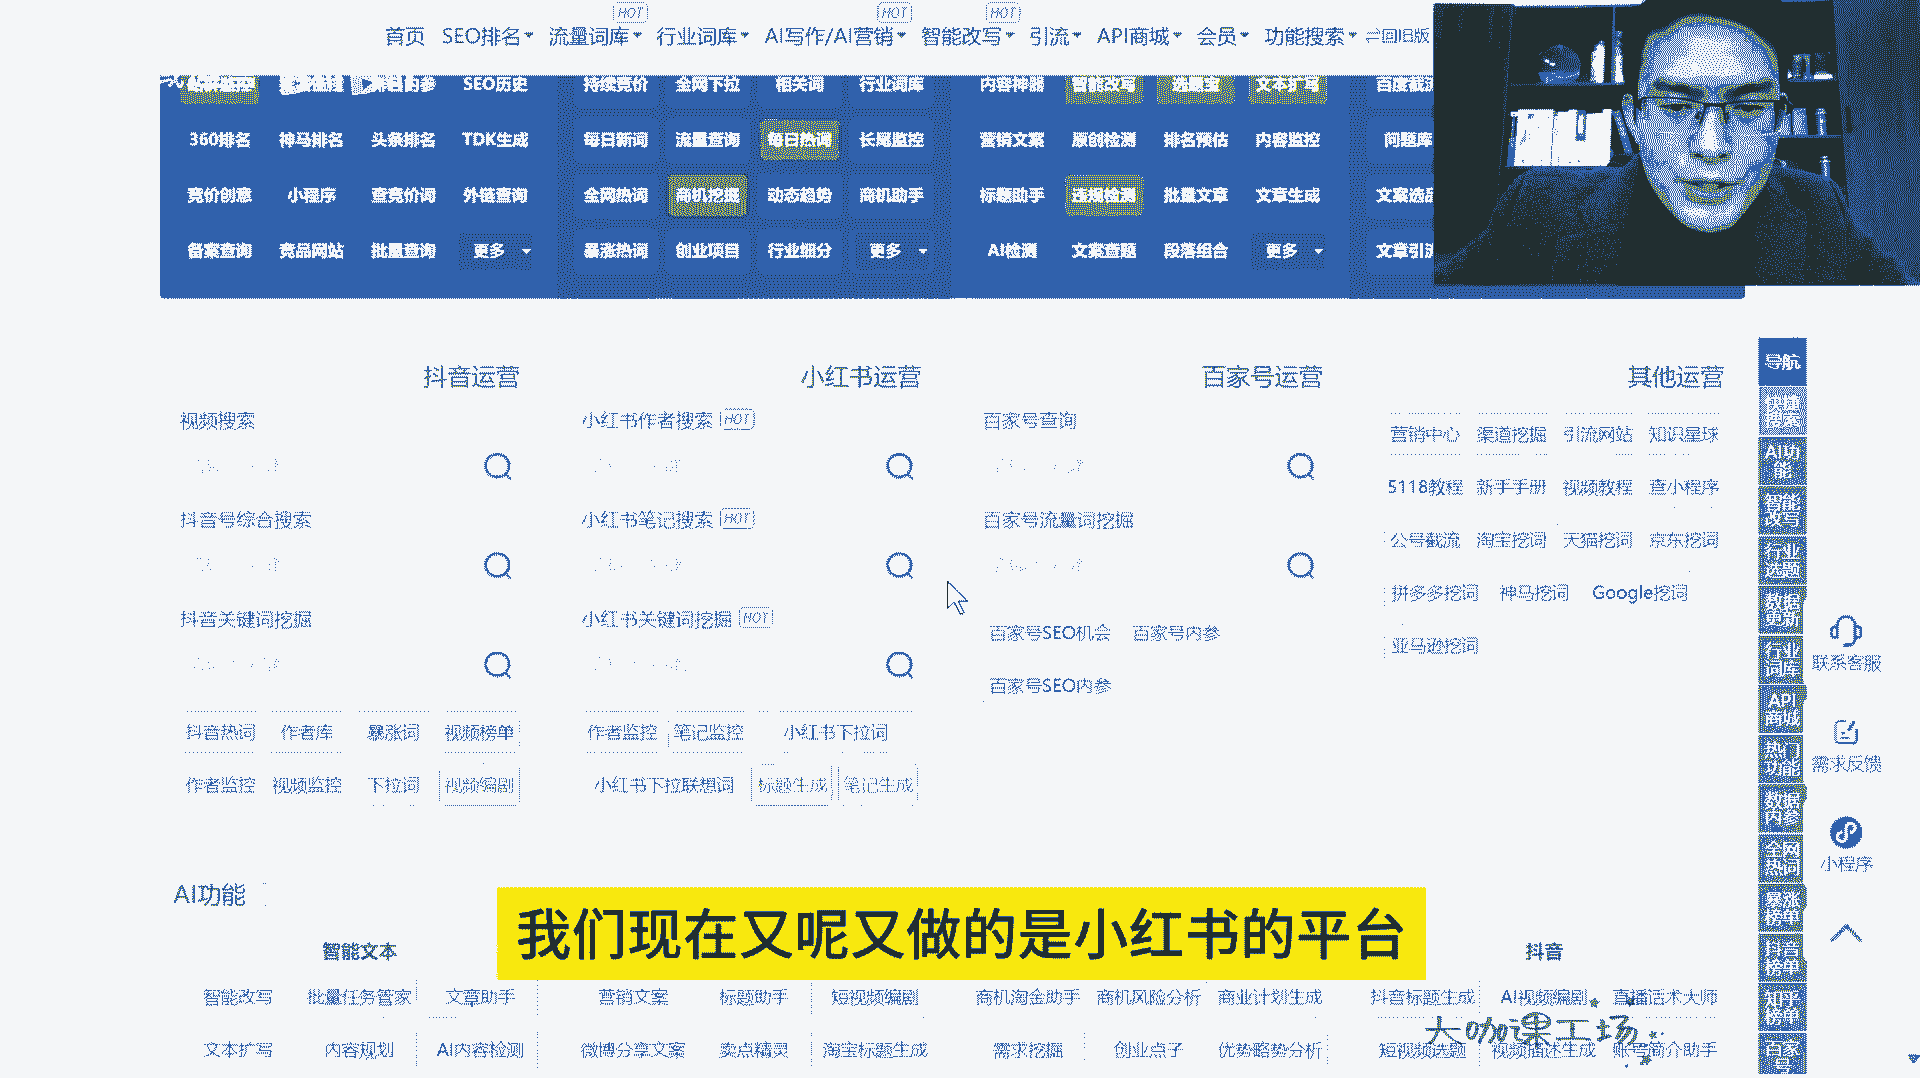 HOT HOT HOT
首页 SEO排名 流量词库 行业词库 AI写作/AI营销 智能改写 引流 API商城 会员 功能搜索 回旧版
SEO历史 持续竞价 全网下拉 相关词 行业词库 内容神器 智能改写 选题宝 文本扩写
360排名 神马排名 头条排名 TDK生成 每日新词 流量查询 每日热词 长尾监控 营销文案 原创检测 排名预估 内容监控 问题库
竞价创意 小程序 查竞价词 外链查询 全网热词 商机挖掘 动态趋势 商机助手 标题助手 违规检测 批量文章 文章生成 文案选品
备案查询 竞品网站 批量查询 更多 暴涨热词 创业项目 行业细分 更多 AI检测 文案查题 段落组合 更多 文章引流
抖音运营 小红书运营 百家号运营 其他运营
视频搜索 小红书作者搜索 HOT 百家号查询
营销中心 渠道挖掘 引流网站 知识星球
5118教程 新手手册 视频教程 查小程序
抖音号综合搜索 小红书笔记搜索 HOT 百家号流量词挖掘
公号截流 淘宝挖词 天猫挖词 京东挖词
拼多多挖词 神马挖词 Google挖词
抖音关键词挖掘 小红书关键词挖掘 HOT
百家号SEO机会 百家号内参
亚马逊挖词
百家号SEO内参
抖音热词 作者库 暴涨词 视频榜单 作者监控 笔记监控 小红书下拉词
作者监控 视频监控 下拉词 视频编剧 小红书下拉联想词 标题生成 笔记生成
导航
AI功能
智能改写
行业选题
数据更新
行业词库
API商城
热门功能
数据内参
全网热词
暴涨榜单
抖音榜单
知乎榜单
百家号
联系客服
需求反馈
小程序
AI功能
我们现在又呢又做的是小红书的平台
智能文本 抖音
智能改写 批量任务管家 文章助手 营销文案 标题助手 短视频编剧 商机淘金助手 商机风险分析 商业计划生成 抖音标题生成 AI视频编剧 直播话术大师
大咖课工场
文本扩写 内容规划 AI内容检测 微博分享文案 卖点精灵 淘宝标题生成 需求挖掘 创业点子 优势略势分析 短视频选题 视频描述生成 账号简介助手